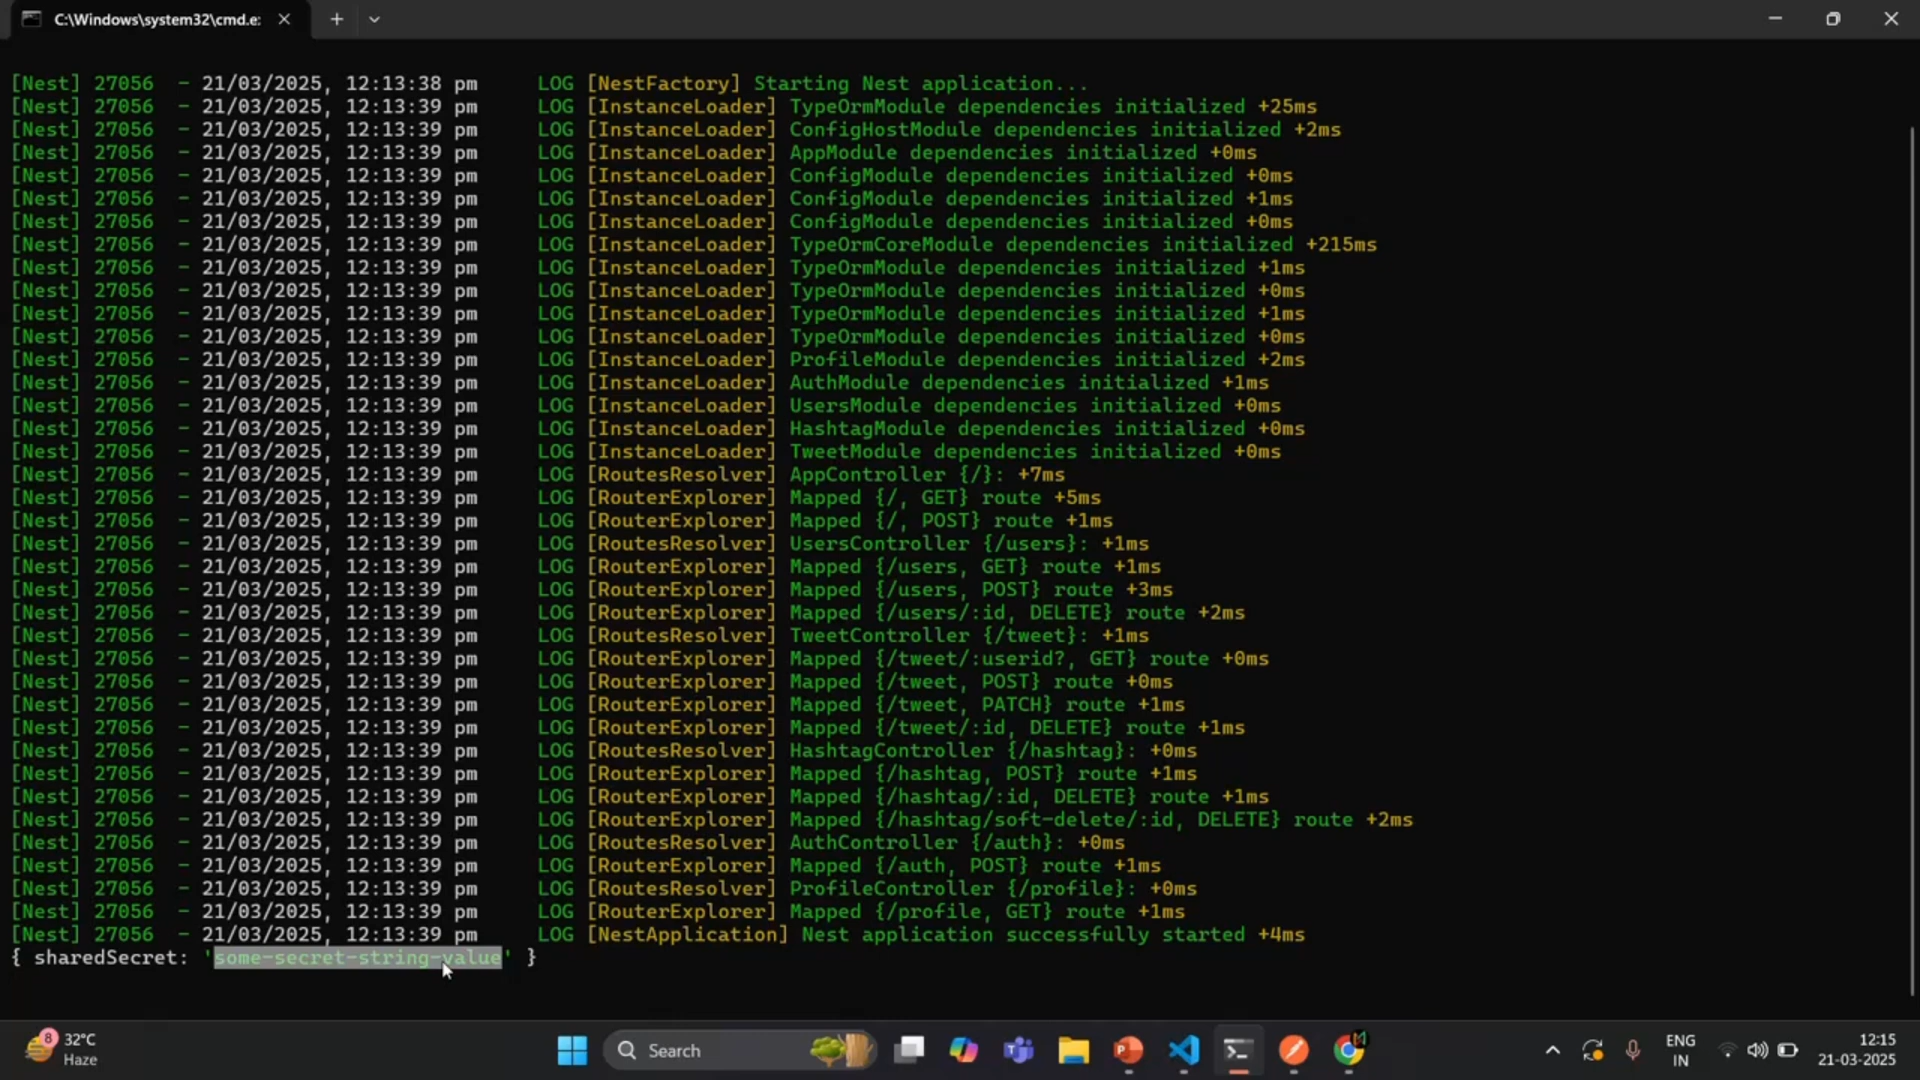 C:\Windows\system32\cmd.e:
[Nest] 27056 - 21/03/2025, 12:13:38 pm LOG [NestFactory] Starting Nest application...
[Nest] 27056 - 21/03/2025, 12:13:39 pm LOG [InstanceLoader] TypeOrmModule dependencies initialized +25ms
[Nest] 27056 - 21/03/2025, 12:13:39 pm LOG [InstanceLoader] ConfigHostModule dependencies initialized +2ms
[Nest] 27056 - 21/03/2025, 12:13:39 pm LOG [InstanceLoader] AppModule dependencies initialized +0ms
[Nest] 27056 - 21/03/2025, 12:13:39 pm LOG [InstanceLoader] ConfigModule dependencies initialized +0ms
[Nest] 27056 - 21/03/2025, 12:13:39 pm LOG [InstanceLoader] ConfigModule dependencies initialized +1ms
[Nest] 27056 - 21/03/2025, 12:13:39 pm LOG [InstanceLoader] ConfigModule dependencies initialized +0ms
[Nest] 27056 - 21/03/2025, 12:13:39 pm LOG [InstanceLoader] TypeOrmCoreModule dependencies initialized +215ms
[Nest] 27056 - 21/03/2025, 12:13:39 pm LOG [InstanceLoader] TypeOrmModule dependencies initialized +1ms
[Nest] 27056 - 21/03/2025, 12:13:39 pm LOG [InstanceLoader] TypeOrmModule dependencies initialized +0ms
[Nest] 27056 - 21/03/2025, 12:13:39 pm LOG [InstanceLoader] TypeOrmModule dependencies initialized +1ms
[Nest] 27056 - 21/03/2025, 12:13:39 pm LOG [InstanceLoader] TypeOrmModule dependencies initialized +0ms
[Nest] 27056 - 21/03/2025, 12:13:39 pm LOG [InstanceLoader] ProfileModule dependencies initialized +2ms
[Nest] 27056 - 21/03/2025, 12:13:39 pm LOG [InstanceLoader] AuthModule dependencies initialized +1ms
[Nest] 27056 - 21/03/2025, 12:13:39 pm LOG [InstanceLoader] UsersModule dependencies initialized +0ms
[Nest] 27056 - 21/03/2025, 12:13:39 pm LOG [InstanceLoader] HashtagModule dependencies initialized +0ms
[Nest] 27056 - 21/03/2025, 12:13:39 pm LOG [InstanceLoader] TweetModule dependencies initialized +0ms
[Nest] 27056 - 21/03/2025, 12:13:39 pm LOG [RoutesResolver] AppController {/}: +7ms
[Nest] 27056 - 21/03/2025, 12:13:39 pm LOG [RouterExplorer] Mapped {/, GET} route +5ms
[Nest] 27056 - 21/03/2025, 12:13:39 pm LOG [RouterExplorer] Mapped {/, POST} route +1ms
[Nest] 27056 - 21/03/2025, 12:13:39 pm LOG [RoutesResolver] UsersController {/users}: +1ms
[Nest] 27056 - 21/03/2025, 12:13:39 pm LOG [RouterExplorer] Mapped {/users, GET} route +1ms
[Nest] 27056 - 21/03/2025, 12:13:39 pm LOG [RouterExplorer] Mapped {/users, POST} route +3ms
[Nest] 27056 - 21/03/2025, 12:13:39 pm LOG [RouterExplorer] Mapped {/users/:id, DELETE} route +2ms
[Nest] 27056 - 21/03/2025, 12:13:39 pm LOG [RoutesResolver] TweetController {/tweet}: +1ms
[Nest] 27056 - 21/03/2025, 12:13:39 pm LOG [RouterExplorer] Mapped {/tweet/:userid?, GET} route +0ms
[Nest] 27056 - 21/03/2025, 12:13:39 pm LOG [RouterExplorer] Mapped {/tweet, POST} route +0ms
[Nest] 27056 - 21/03/2025, 12:13:39 pm LOG [RouterExplorer] Mapped {/tweet, PATCH} route +1ms
[Nest] 27056 - 21/03/2025, 12:13:39 pm LOG [RouterExplorer] Mapped {/tweet/:id, DELETE} route +1ms
[Nest] 27056 - 21/03/2025, 12:13:39 pm LOG [RoutesResolver] HashtagController {/hashtag}: +0ms
[Nest] 27056 - 21/03/2025, 12:13:39 pm LOG [RouterExplorer] Mapped {/hashtag, POST} route +1ms
[Nest] 27056 - 21/03/2025, 12:13:39 pm LOG [RouterExplorer] Mapped {/hashtag/:id, DELETE} route +1ms
[Nest] 27056 - 21/03/2025, 12:13:39 pm LOG [RouterExplorer] Mapped {/hashtag/soft-delete/:id, DELETE} route +2ms
[Nest] 27056 - 21/03/2025, 12:13:39 pm LOG [RoutesResolver] AuthController {/auth}: +0ms
[Nest] 27056 - 21/03/2025, 12:13:39 pm LOG [RouterExplorer] Mapped {/auth, POST} route +1ms
[Nest] 27056 - 21/03/2025, 12:13:39 pm LOG [RoutesResolver] ProfileController {/profile}: +0ms
[Nest] 27056 - 21/03/2025, 12:13:39 pm LOG [RouterExplorer] Mapped {/profile, GET} route +1ms
[Nest] 27056 - 21/03/2025, 12:13:39 pm LOG [NestApplication] Nest application successfully started +4ms
{ sharedSecret: 'some-secret-string-value' }
8 32°C
Haze
Search
ENG
IN
12:15
21-03-2025